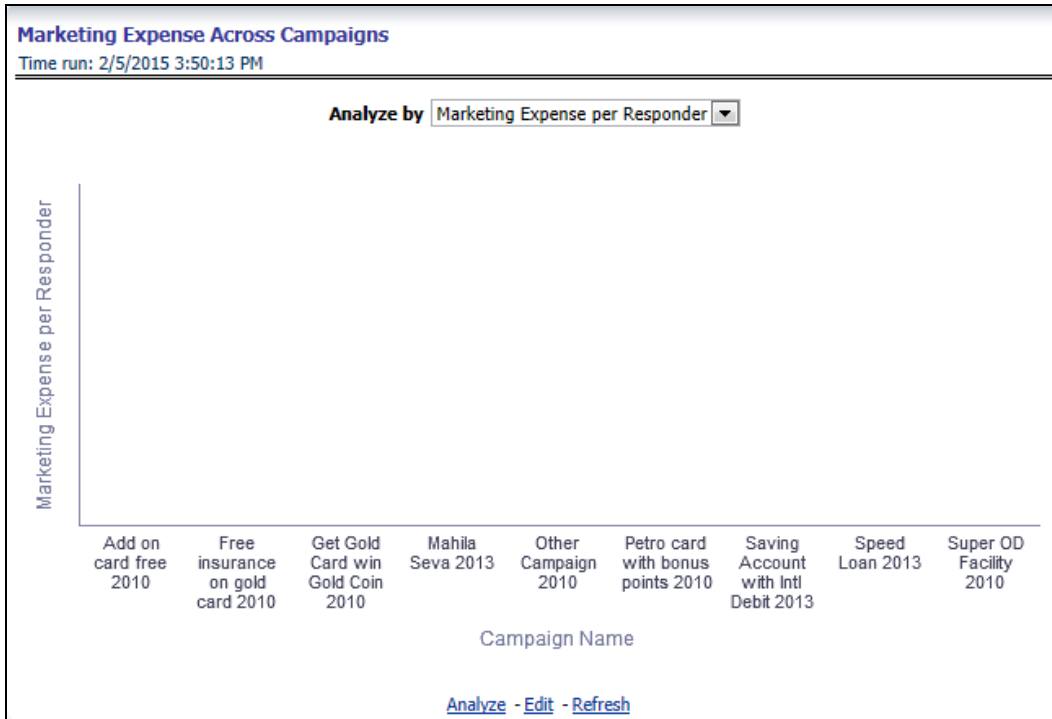 Marketing Expense Across Campaigns
Time run: 2/5/2015 3:50:13 PM
Analyze by Marketing Expense per Responder
Marketing Expense per Responder
Add on card free 2010
Free insurance on gold card 2010
Get Gold Card win Gold Coin 2010
Mahila Seva 2013
Other Campaign 2010
Petro card with bonus points 2010
Saving Account with Intl Debit 2013
Speed Loan 2013
Super OD Facility 2010
Campaign Name
Analyze - Edit - Refresh